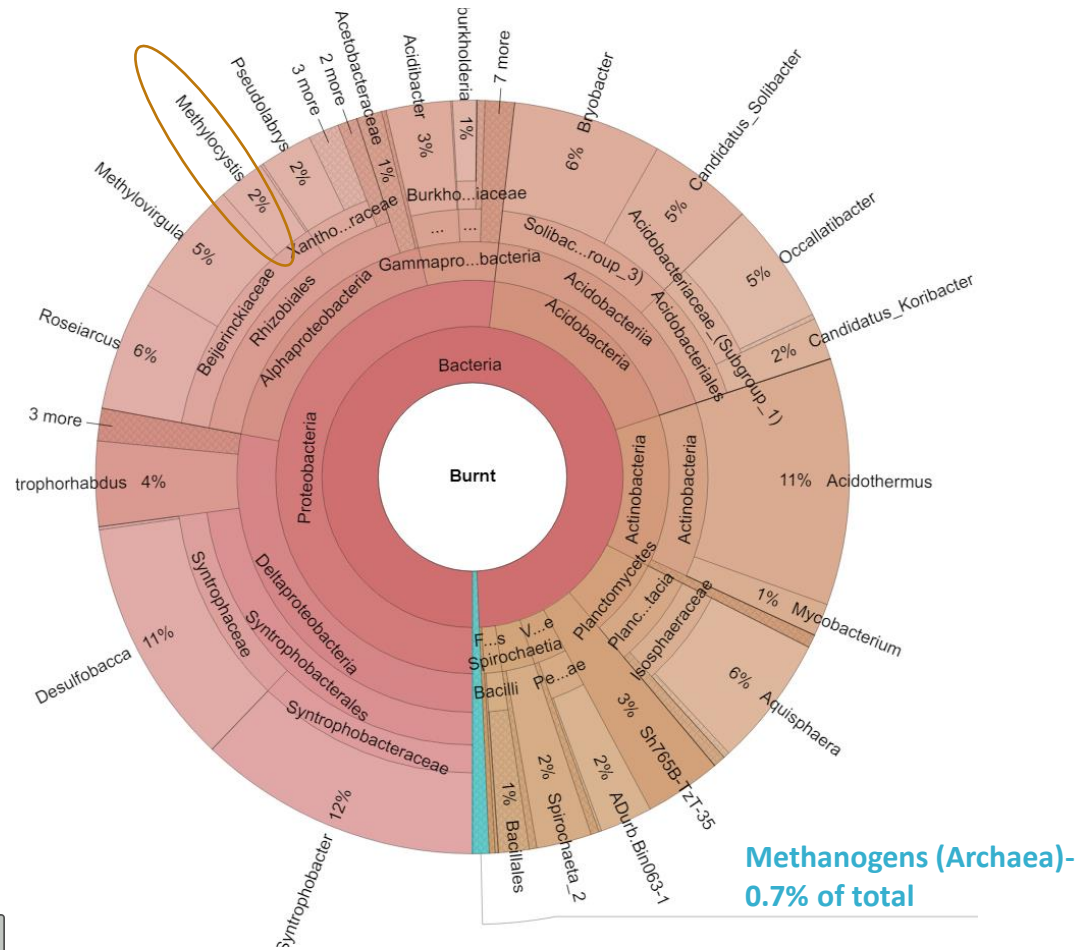 Burnt
Bacteria
Proteobacteria
Acidobacteria
Actinobacteria
Planctomycetes
F...s
V...e
Spirochaetia
Bacilli
Pe...ae
Alphaproteobacteria
Gammapro...bacteria
Deltaproteobacteria
Acidobacteriia
Actinobacteria
Planc...tacia
Rhizobiales
Beijerinckiaceae
Xantho...raceae
Burkho...iaceae
...
...
Solibac...roup_3)
Acidobacteriales
Acidobacteriaceae_(Subgroup_1)
Isosphaeraceae
Syntrophobacterales
Syntrophaceae
Syntrophobacteraceae
7 more
Bryobacter
6%
Candidatus_Solibacter
5%
Occallatibacter
5%
Candidatus_Koribacter
2%
11% Acidothermus
1% Mycobacterium
6% Aquisphaera
3% Sh765B-TzT-35
2% ADurb.Bin063-1
2% Spirochaeta_2
1% Bacillales
12%
Syntrophobacter
11%
Desulfobacca
trophorhabdus 4%
3 more
Roseiarcus
6%
Methylovirgula
5%
Methylocystis
2%
Pseudolabrys
2%
3 more
2 more
Acetobacteraceae
1%
Acidibacter
3%
burkholderia
1%
Methanogens (Archaea)-
0.7% of total